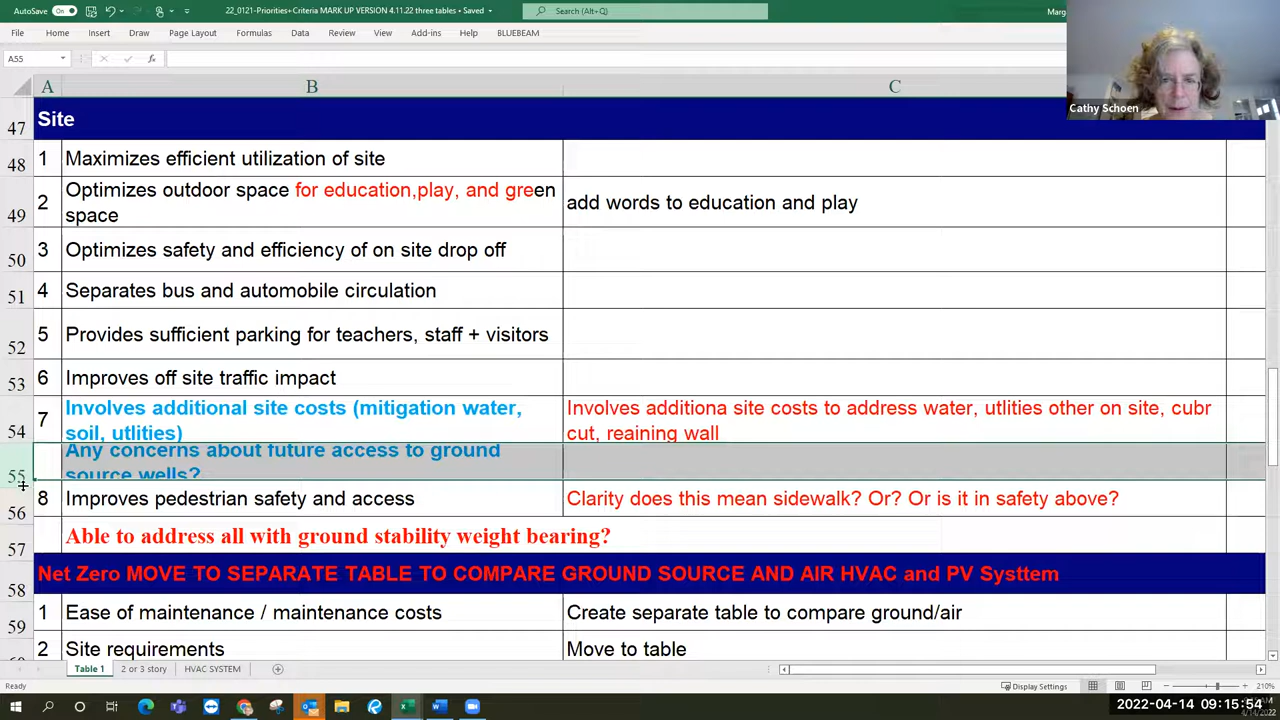 AutoSave On 22_0121-Priorities+Criteria MARK UP VERSION 4.11.22 three tables • Saved Search (Alt+Q) Marg
File Home Insert Draw Page Layout Formulas Data Review View Add-ins Help BLUEBEAM
A55 fx
Cathy Schoen
A B C
47 Site
48 1 Maximizes efficient utilization of site
49 2 Optimizes outdoor space for education,play, and green
space
add words to education and play
50 3 Optimizes safety and efficiency of on site drop off
51 4 Separates bus and automobile circulation
52 5 Provides sufficient parking for teachers, staff + visitors
53 6 Improves off site traffic impact
54 7 Involves additional site costs (mitigation water,
soil, utlities)
Involves additiona site costs to address water, utlities other on site, cubr
cut, reaining wall
55 Any concerns about future access to ground
source wells?
56 8 Improves pedestrian safety and access Clarity does this mean sidewalk? Or? Or is it in safety above?
57 Able to address all with ground stability weight bearing?
58 Net Zero MOVE TO SEPARATE TABLE TO COMPARE GROUND SOURCE AND AIR HVAC and PV Systtem
59 1 Ease of maintenance / maintenance costs Create separate table to compare ground/air
2 Site requirements Move to table
Table 1 2 or 3 story HVAC SYSTEM
Ready Display Settings 210%
2022-04-14 09:15:54
4/14/2022